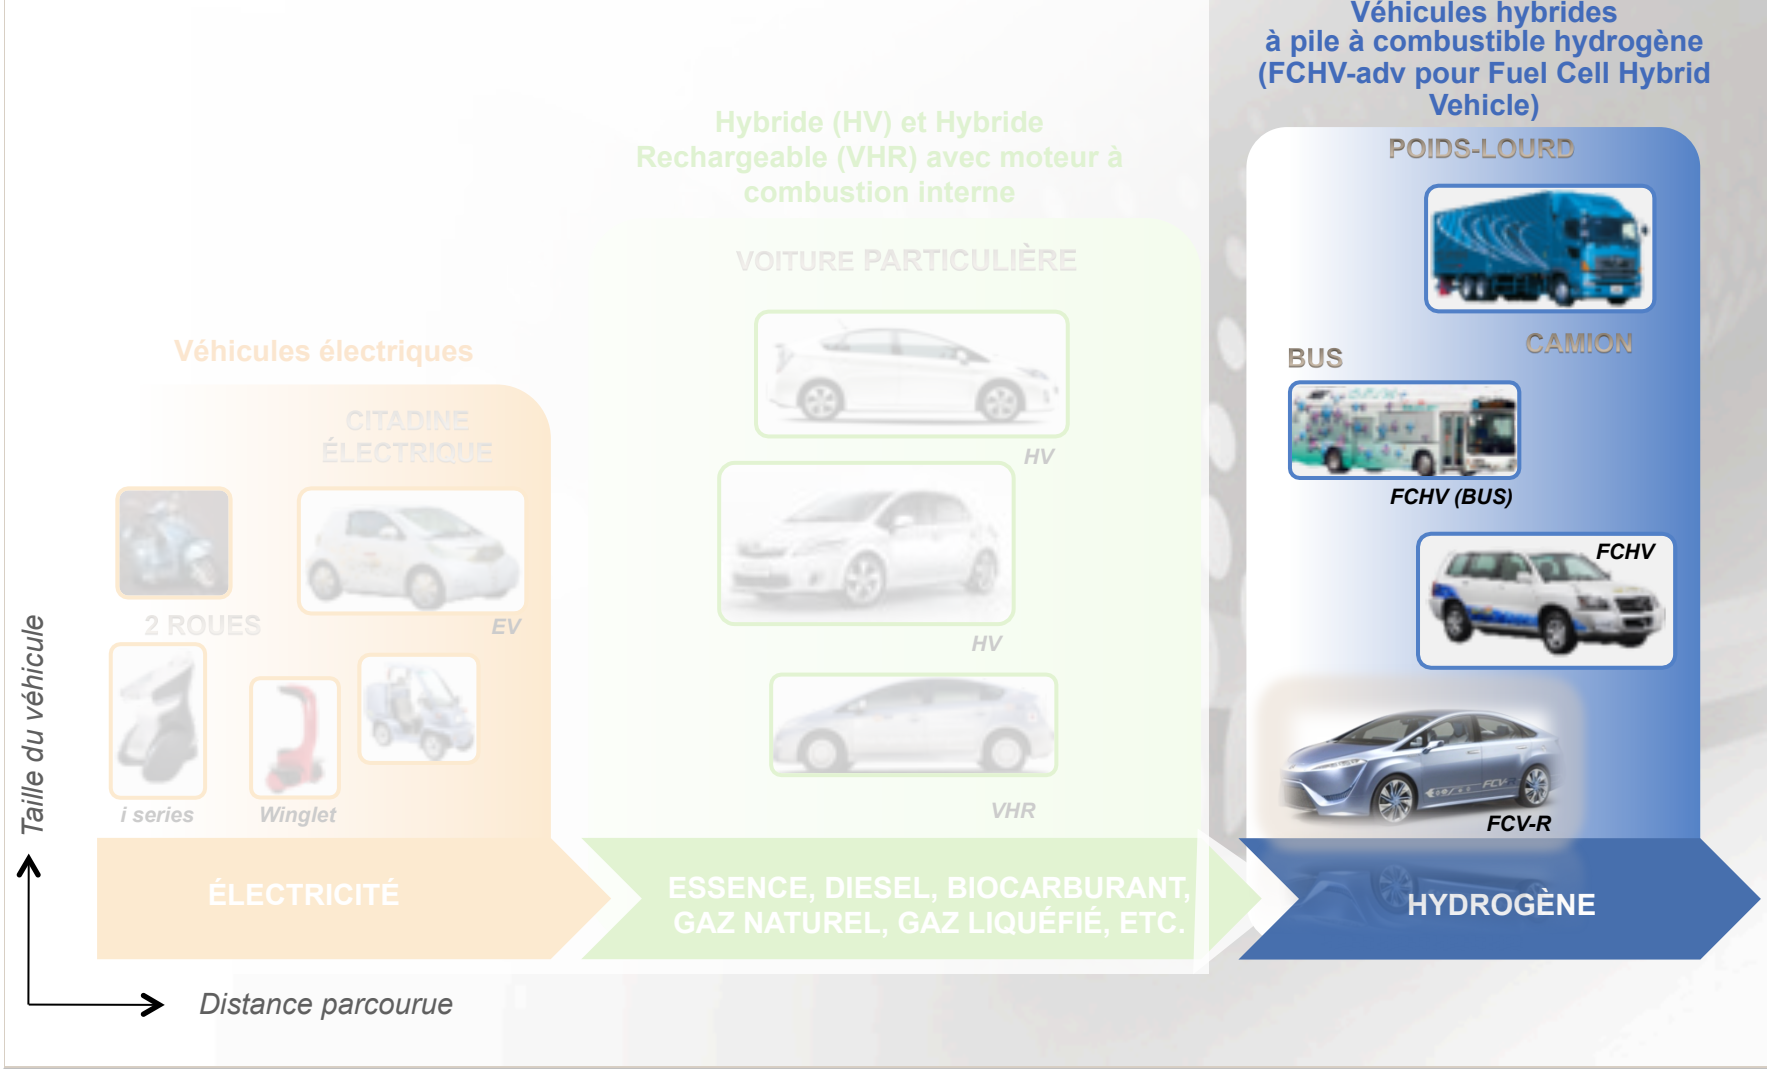 Véhicules hybrides
à pile à combustible hydrogène
(FCHV-adv pour Fuel Cell Hybrid
Vehicle)
Hybride (HV) et Hybride
Rechargeable (VHR) avec moteur à
combustion interne
Véhicules électriques
CITADINE
ÉLECTRIQUE
2 ROUES
EV
i series
Winglet
VOITURE PARTICULIÈRE
HV
HV
VHR
POIDS-LOURD
CAMION
BUS
FCHV (BUS)
FCHV
FCV-R
FCV-R
ÉLECTRICITÉ
ESSENCE, DIESEL, BIOCARBURANT,
GAZ NATUREL, GAZ LIQUÉFIÉ, ETC.
HYDROGÈNE
Taille du véhicule
Distance parcourue